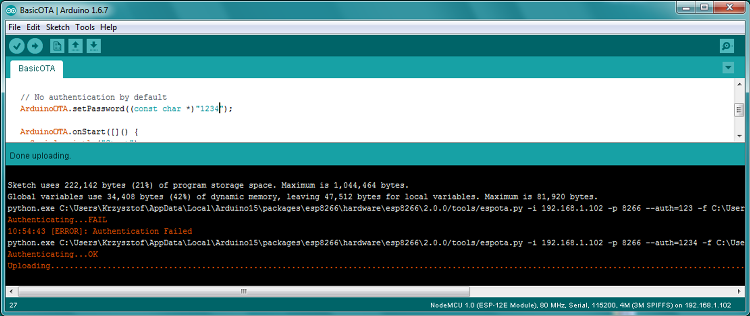 BasicOTA | Arduino 1.6.7
File Edit Sketch Tools Help
BasicOTA
// No authentication by default
ArduinoOTA.setPassword((const char *)"1234");
ArduinoOTA.onStart([]() {
Done uploading.
Sketch uses 222,142 bytes (21%) of program storage space. Maximum is 1,044,464 bytes.
Global variables use 34,408 bytes (42%) of dynamic memory, leaving 47,512 bytes for local variables. Maximum is 81,920 bytes.
python.exe C:\Users\Krzysztof\AppData\Local\Arduino15\packages\esp8266\hardware\esp8266\2.0.0/tools/espota.py -i 192.168.1.102 -p 8266 --auth=123 -f C:\User
Authenticating...FAIL
10:54:43 [ERROR]: Authentication Failed
python.exe C:\Users\Krzysztof\AppData\Local\Arduino15\packages\esp8266\hardware\esp8266\2.0.0/tools/espota.py -i 192.168.1.102 -p 8266 --auth=1234 -f C:\Use
Authenticating...OK
Uploading................................................................................................................................
27
NodeMCU 1.0 (ESP-12E Module), 80 MHz, Serial, 115200, 4M (3M SPIFFS) on 192.168.1.102